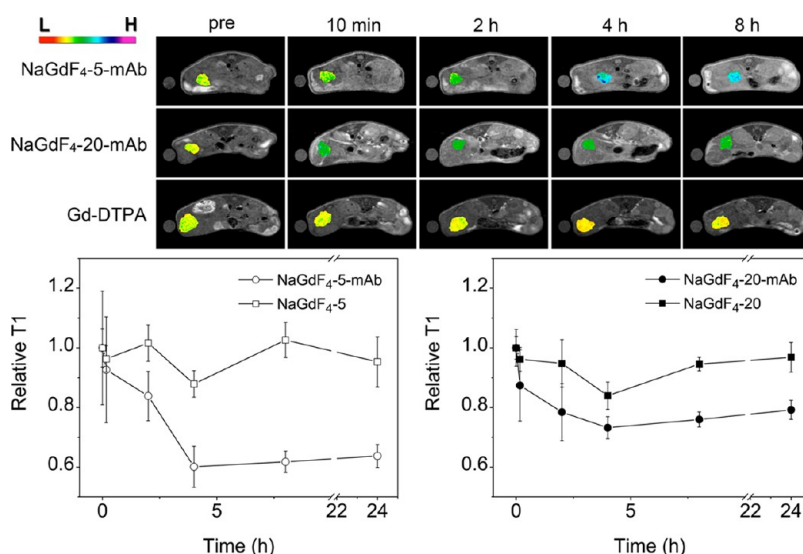 L H
pre 10 min 2 h 4 h 8 h
NaGdF₄-5-mAb
NaGdF₄-20-mAb
Gd-DTPA
1.2
1.0
0.8
0.6
Relative T1
NaGdF₄-5-mAb
NaGdF₄-5
0 5 22 24
Time (h)
1.2
1.0
0.8
0.6
Relative T1
NaGdF₄-20-mAb
NaGdF₄-20
0 5 22 24
Time (h)